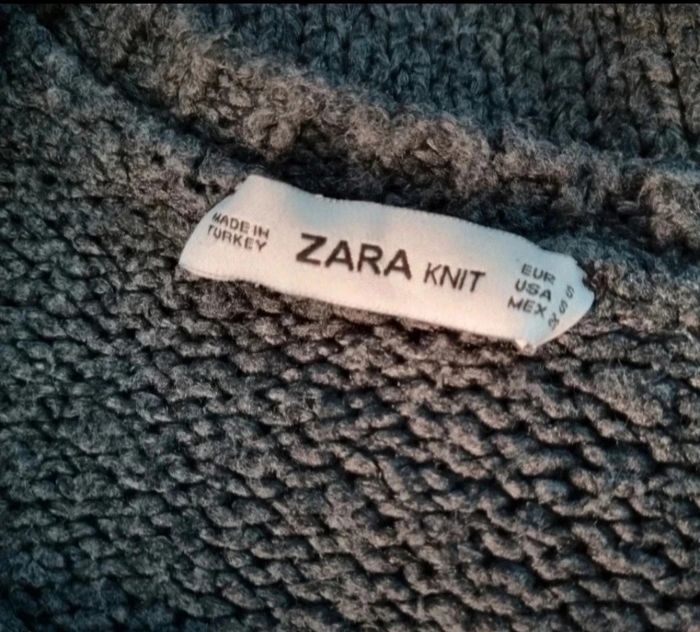 MADE IN
TURKEY
ZARA KNIT
EUR S
USA S
MEX